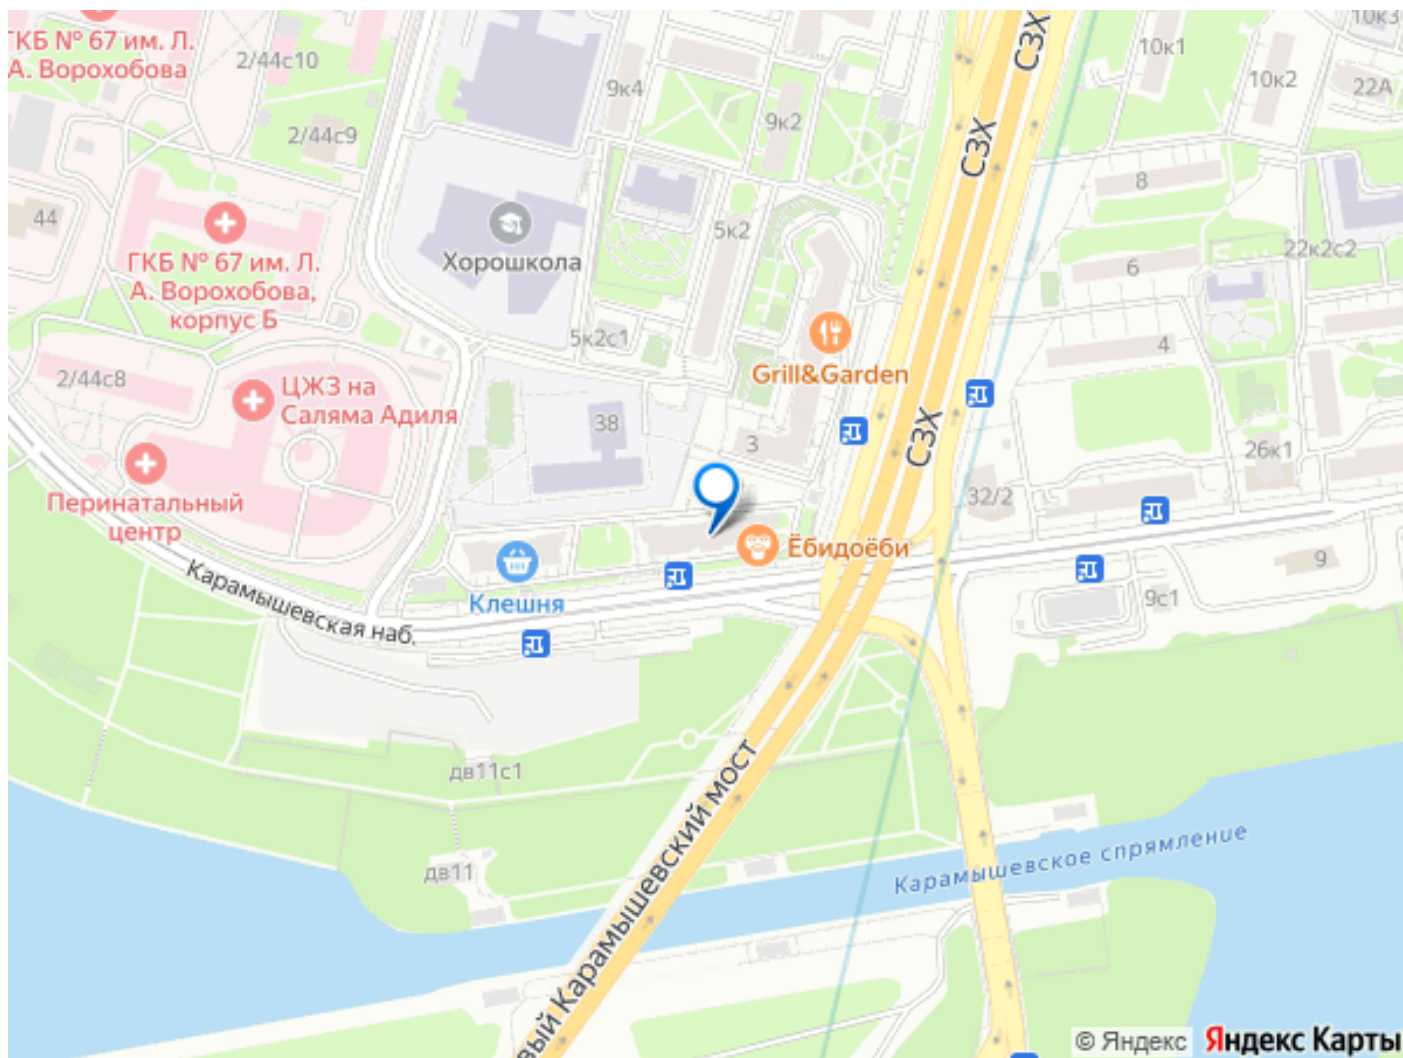 ГКБ № 67 им. Л.
А. Ворохобова
2/44с10
9к4
9к2
СЗХ
10к1
10к3
10к2
22А
2/44с9
СЗХ
8
44
Хорошкола
5к2
22к2с2
ГКБ № 67 им. Л.
А. Ворохобова,
корпус Б
6
5к2с1
4
Grill&Garden
2/44с8
ЦЖЗ на
Саляма Адиля
38
3
СЗХ
26к1
Перинатальный
центр
32/2
Ёбидоёби
9
Карамышевская наб.
Клешня
9с1
дв11с1
дв11
вый Карамышевский мост
Карамышевское спрямление
© Яндекс Яндекс Карты